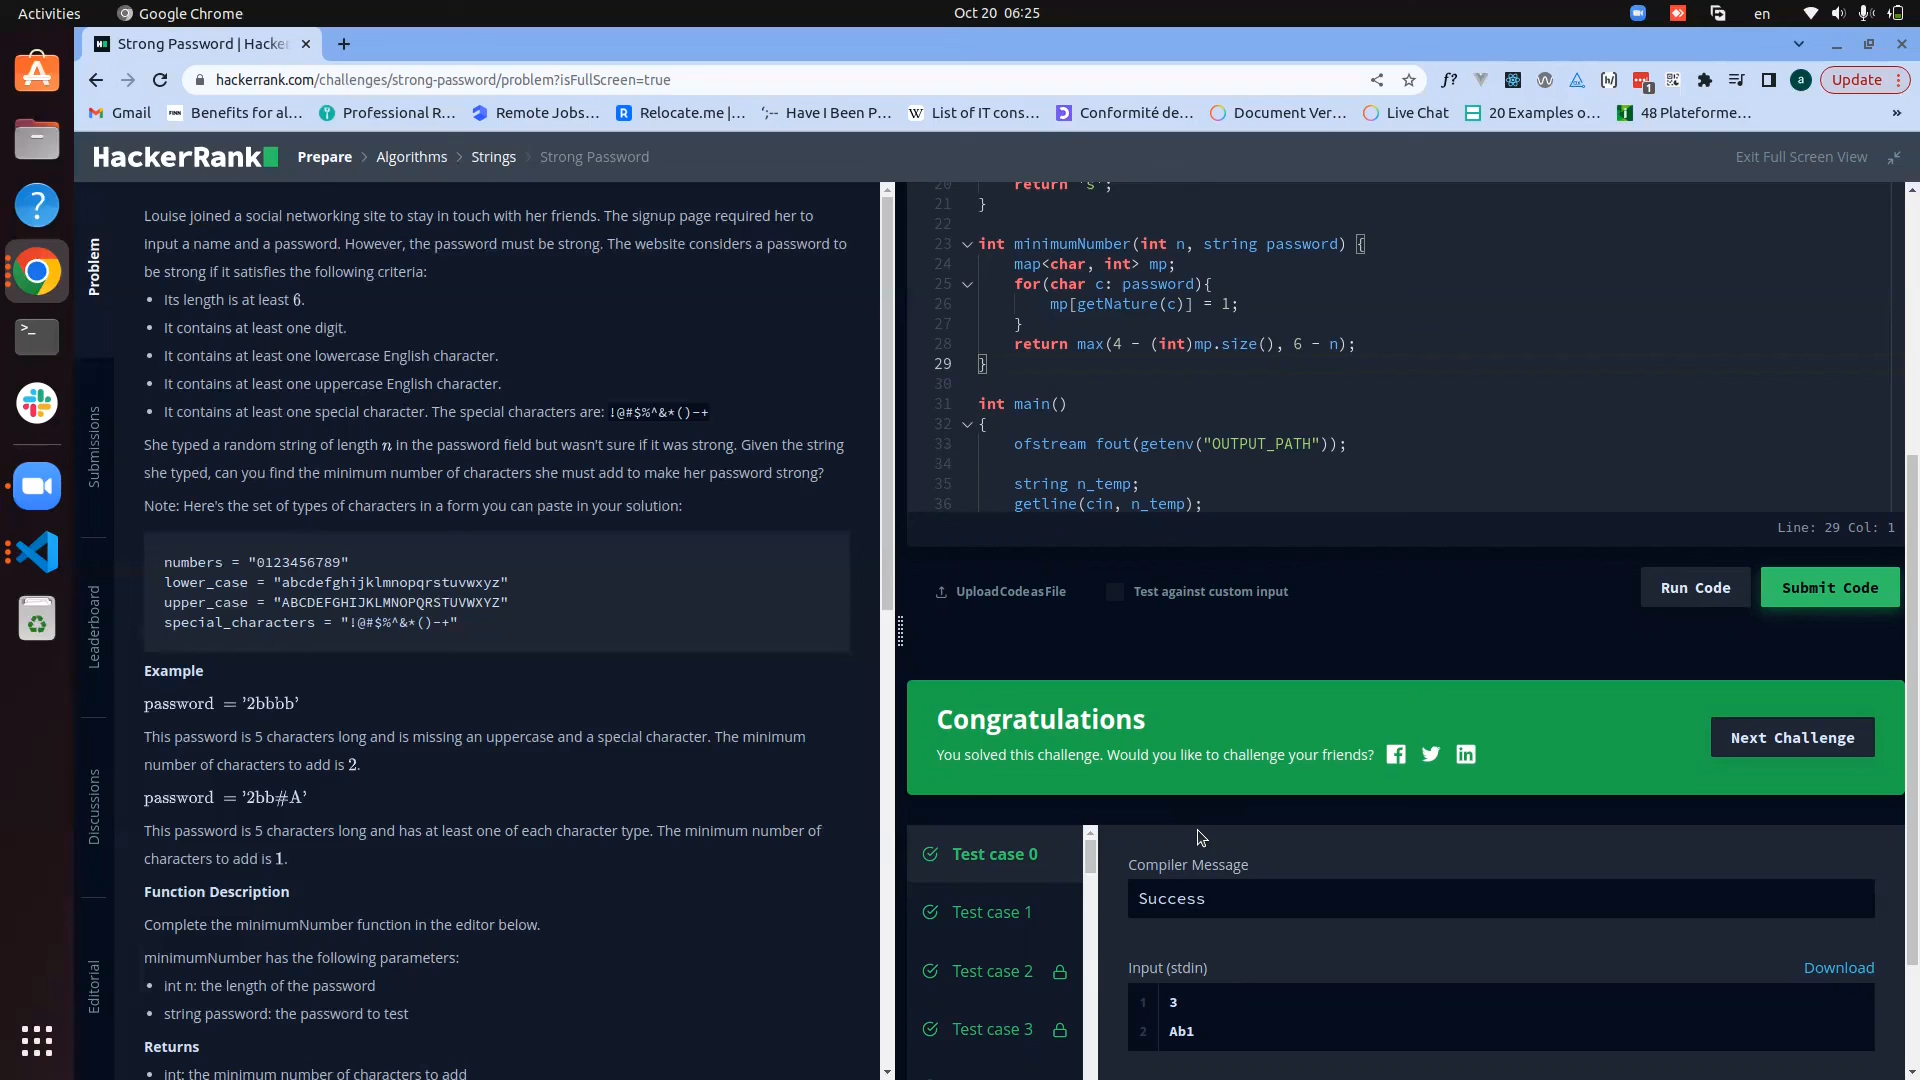 Activities
Google Chrome
Oct 20 06:25
en
Strong Password | Hacke
hackerrank.com/challenges/strong-password/problem?isFullScreen=true
f?
1
a
Update
Gmail
Benefits for al...
Professional R...
Remote Jobs...
Relocate.me |...
Have I Been P...
List of IT cons...
Conformité de...
Document Ver...
Live Chat
20 Examples o...
48 Plateforme...
»
HackerRank
Prepare > Algorithms > Strings > Strong Password
Exit Full Screen View
Problem
Submissions
Leaderboard
Discussions
Editorial
Louise joined a social networking site to stay in touch with her friends. The signup page required her to
input a name and a password. However, the password must be strong. The website considers a password to
be strong if it satisfies the following criteria:
• Its length is at least 6.
• It contains at least one digit.
• It contains at least one lowercase English character.
• It contains at least one uppercase English character.
• It contains at least one special character. The special characters are: !@#$%^&*()-+
She typed a random string of length n in the password field but wasn't sure if it was strong. Given the string
she typed, can you find the minimum number of characters she must add to make her password strong?
Note: Here's the set of types of characters in a form you can paste in your solution:
numbers = "0123456789"
lower_case = "abcdefghijklmnopqrstuvwxyz"
upper_case = "ABCDEFGHIJKLMNOPQRSTUVWXYZ"
special_characters = "!@#$%^&*()-+"
Example
password = '2bbbb'
This password is 5 characters long and is missing an uppercase and a special character. The minimum
number of characters to add is 2.
password = '2bb#A'
This password is 5 characters long and has at least one of each character type. The minimum number of
characters to add is 1.
Function Description
Complete the minimumNumber function in the editor below.
minimumNumber has the following parameters:
• int n: the length of the password
• string password: the password to test
Returns
• int: the minimum number of characters to add
20 return 's';
21 }
22
23 int minimumNumber(int n, string password) {
24 map<char, int> mp;
25 for(char c: password){
26 mp[getNature(c)] = 1;
27 }
28 return max(4 - (int)mp.size(), 6 - n);
29 }
30
31 int main()
32 {
33 ofstream fout(getenv("OUTPUT_PATH"));
34
35 string n_temp;
36 getline(cin, n_temp);
Line: 29 Col: 1
Upload Code as File
Test against custom input
Run Code
Submit Code
Congratulations
You solved this challenge. Would you like to challenge your friends?
Next Challenge
Test case 0
Test case 1
Test case 2
Test case 3
Compiler Message
Success
Input (stdin)
Download
1 3
2 Ab1